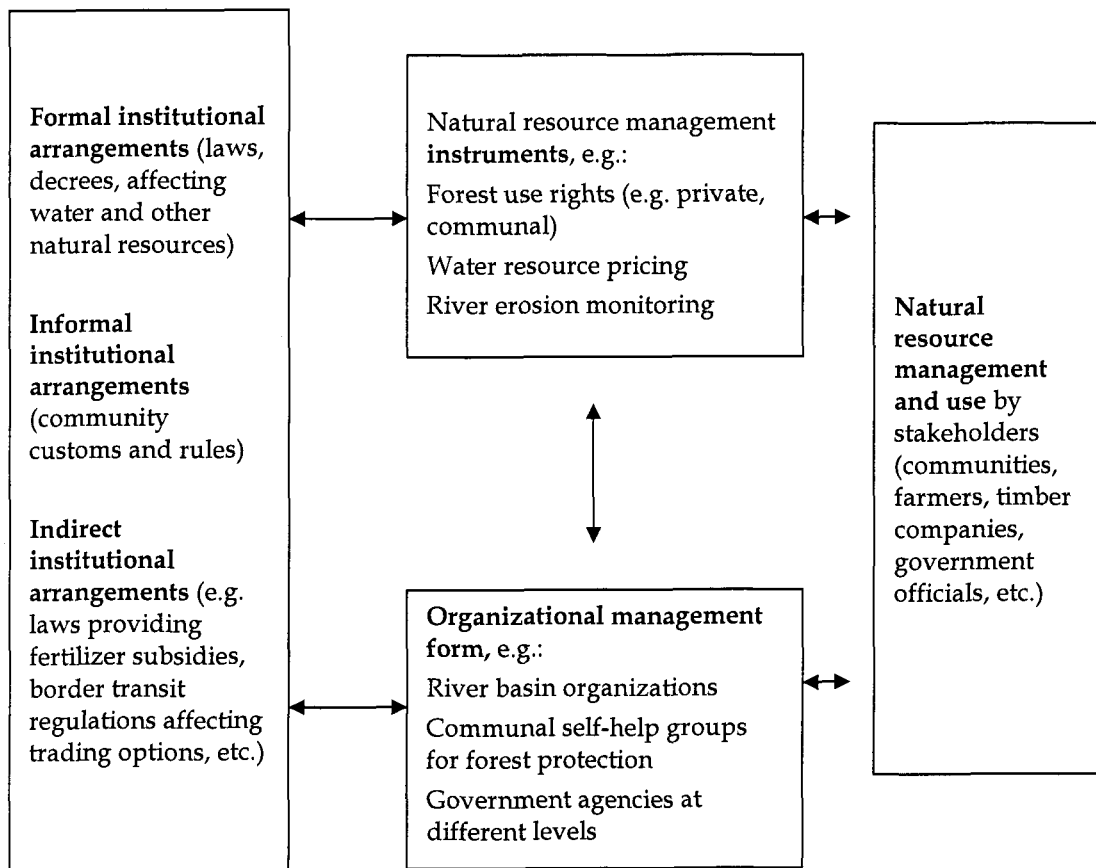 Formal institutional
arrangements (laws,
decrees, affecting
water and other
natural resources)
Informal
institutional
arrangements
(community
customs and rules)
Indirect
institutional
arrangements (e.g.
laws providing
fertilizer subsidies,
border transit
regulations affecting
trading options, etc.)
Natural resource management
instruments, e.g.:
Forest use rights (e.g. private,
communal)
Water resource pricing
River erosion monitoring
Organizational management
form, e.g.:
River basin organizations
Communal self-help groups
for forest protection
Government agencies at
different levels
Natural
resource
management
and use by
stakeholders
(communities,
farmers, timber
companies,
government
officials, etc.)